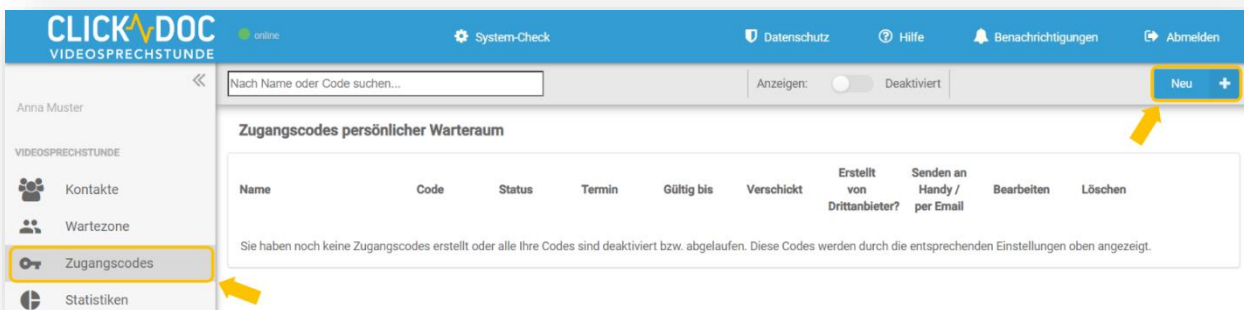 CLICK DOC
VIDEOSPRECHSTUNDE
online
System-Check
Datenschutz
Hilfe
Benachrichtigungen
Abmelden
Nach Name oder Code suchen...
Anzeigen:
Deaktiviert
Neu +
Anna Muster
VIDEOSPRECHSTUNDE
Kontakte
Wartezone
Zugangscodes
Statistiken
Zugangscodes persönlicher Warteraum
Name
Code
Status
Termin
Gültig bis
Verschickt
Erstellt
von
Drittanbieter?
Senden an
Handy /
per Email
Bearbeiten
Löschen
Sie haben noch keine Zugangscodes erstellt oder alle Ihre Codes sind deaktiviert bzw. abgelaufen. Diese Codes werden durch die entsprechenden Einstellungen oben angezeigt.